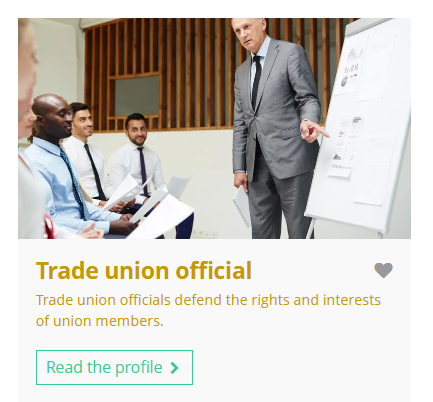 Trade union official
Trade union officials defend the rights and interests
of union members.
Read the profile